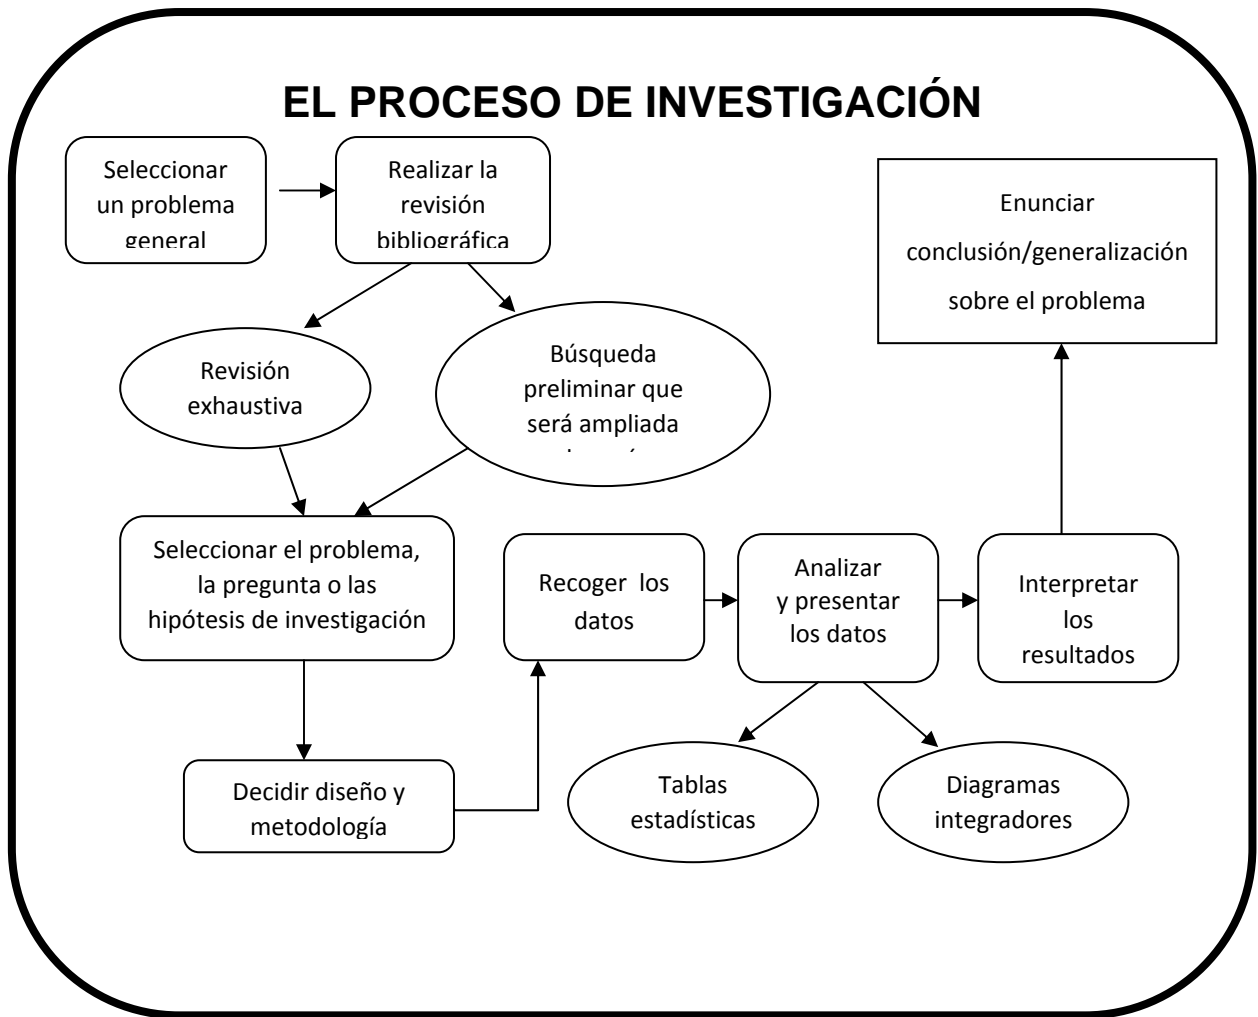 EL PROCESO DE INVESTIGACIÓN
Seleccionar
un problema
general
Realizar la
revisión
bibliográfica
Enunciar
conclusión/generalización
sobre el problema
Revisión
exhaustiva
Búsqueda
preliminar que
será ampliada
Seleccionar el problema,
la pregunta o las
hipótesis de investigación
Recoger los
datos
Analizar
y presentar
los datos
Interpretar
los
resultados
Decidir diseño y
metodología
Tablas
estadísticas
Diagramas
integradores